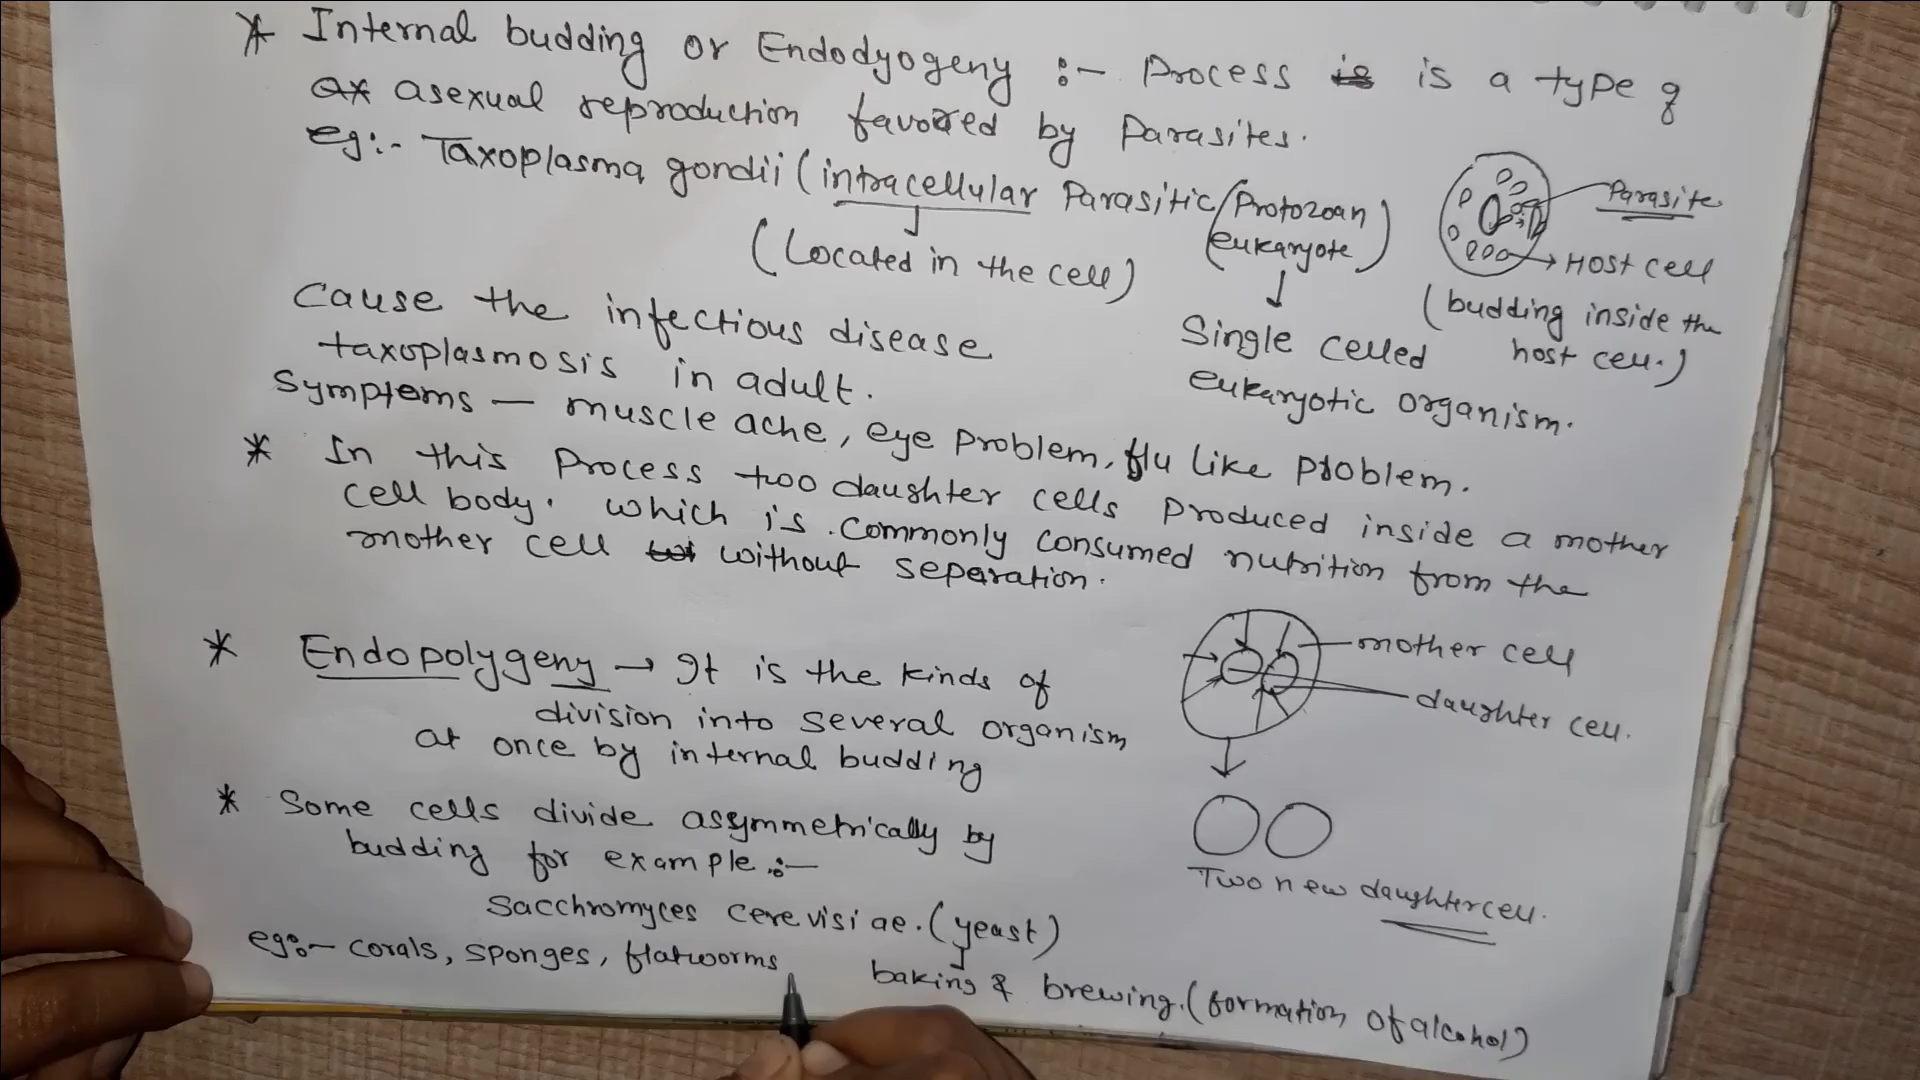 * Internal budding or Endodyogeny :- Process is is a type of
ax asexual reproduction favored by Parasites.
eg:- Taxoplasma gondii (intracellular Parasitic/Protozoan
eukaryote)
(Located in the cell)
Parasite
Host cell
(budding inside the
host cell.)
Single celled
eukaryotic organism.
Cause the infectious disease
taxoplasmosis in adult.
Symptems — muscle ache, eye problem, flu like problem.
* In this Process two daughter cells Produced inside a mother
cell body. which is commonly consumed nutrition from the
mother cell without separation.
* Endopolygeny → It is the kinds of
division into several organism
at once by internal budding
mother cell
daughter cell.
Two new daughter cell.
* Some cells divide asymmetrically by
budding for example :-
Sacchromyces cerevisiae. (yeast)
eg:- corals, sponges, flatworms
baking & brewing. (formation of alcohol)